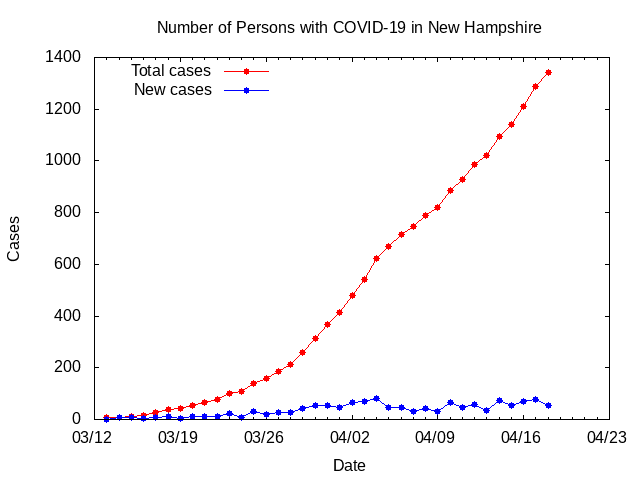 Number of Persons with COVID-19 in New Hampshire
Total cases
New cases
1400
1200
1000
800
600
400
200
0
Cases
03/12 03/19 03/26 04/02 04/09 04/16 04/23
Date